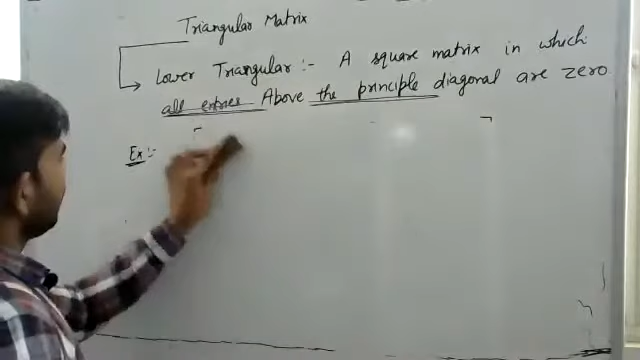 Triangular Matrix
Lower Triangular :- A square matrix in which
all entries Above the principle diagonal are zero
Ex :-